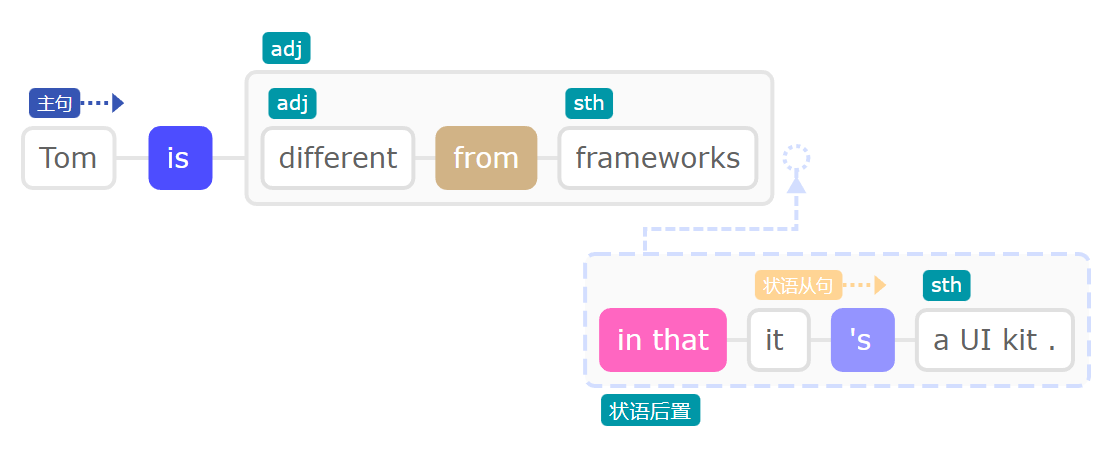 adj
主句 adj sth
Tom is different from frameworks
状语从句 sth
in that it 's a UI kit .
状语后置